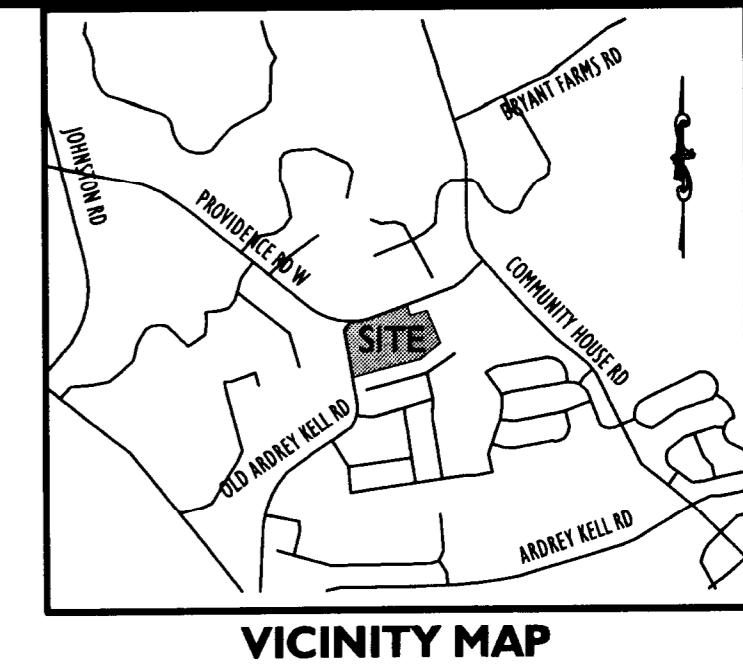 BRYANT FARMS RD
JOHNSTON RD
PROVIDENCE RD W
COMMUNITY HOUSE RD
SITE
OLD ARDREY KELL RD
ARDREY KELL RD
VICINITY MAP